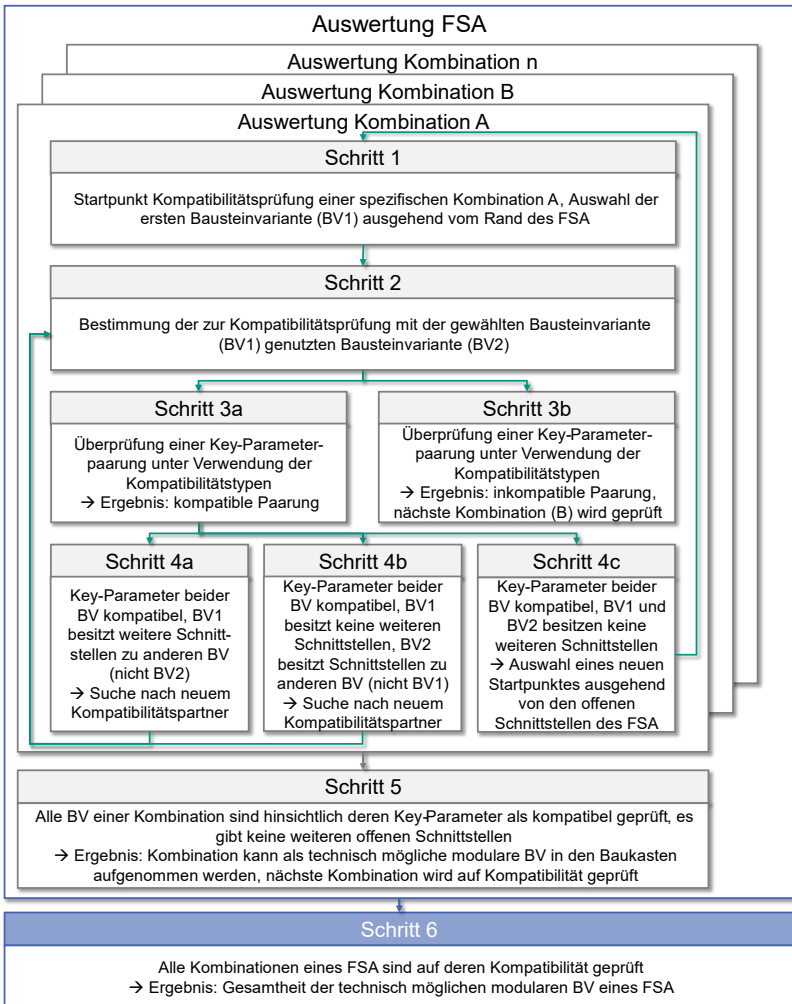 Auswertung FSA
Auswertung Kombination n
Auswertung Kombination B
Auswertung Kombination A
Schritt 1
Startpunkt Kompatibilitätsprüfung einer spezifischen Kombination A, Auswahl der
ersten Bausteinvariante (BV1) ausgehend vom Rand des FSA
Schritt 2
Bestimmung der zur Kompatibilitätsprüfung mit der gewählten Bausteinvariante
(BV1) genutzten Bausteinvariante (BV2)
Schritt 3a
Überprüfung einer Key-Parameter-
paarung unter Verwendung der
Kompatibilitätstypen
→ Ergebnis: kompatible Paarung
Schritt 3b
Überprüfung einer Key-Parameter-
paarung unter Verwendung der
Kompatibilitätstypen
→ Ergebnis: inkompatible Paarung,
nächste Kombination (B) wird geprüft
Schritt 4a
Key-Parameter beider
BV kompatibel, BV1
besitzt weitere Schnitt-
stellen zu anderen BV
(nicht BV2)
→ Suche nach neuem
Kompatibilitätspartner
Schritt 4b
Key-Parameter beider
BV kompatibel, BV1
besitzt keine weiteren
Schnittstellen, BV2
besitzt Schnittstellen zu
anderen BV (nicht BV1)
→ Suche nach neuem
Kompatibilitätspartner
Schritt 4c
Key-Parameter beider
BV kompatibel, BV1 und
BV2 besitzen keine
weiteren Schnittstellen
→ Auswahl eines neuen
Startpunktes ausgehend
von den offenen
Schnittstellen des FSA
Schritt 5
Alle BV einer Kombination sind hinsichtlich deren Key-Parameter als kompatibel geprüft, es
gibt keine weiteren offenen Schnittstellen
→ Ergebnis: Kombination kann als technisch mögliche modulare BV in den Baukasten
aufgenommen werden, nächste Kombination wird auf Kompatibilität geprüft
Schritt 6
Alle Kombinationen eines FSA sind auf deren Kompatibilität geprüft
→ Ergebnis: Gesamtheit der technisch möglichen modularen BV eines FSA